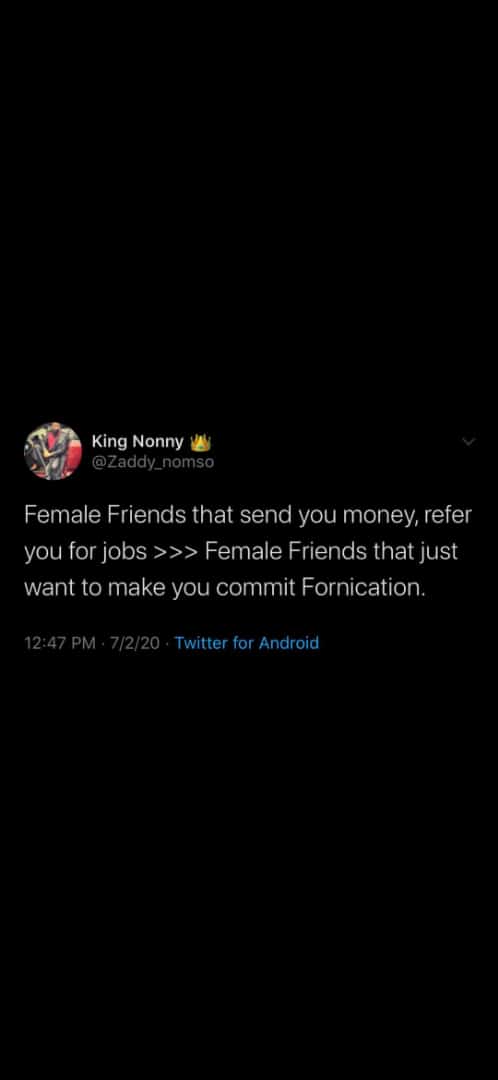 King Nonny 👑
@Zaddy_nomso
Female Friends that send you money, refer
you for jobs >>> Female Friends that just
want to make you commit Fornication.
12:47 PM · 7/2/20 · Twitter for Android